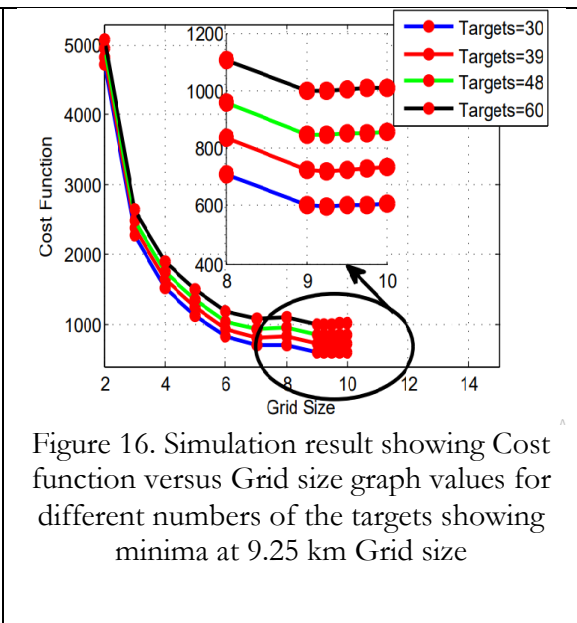 1200
1000
800
600
400
8
9
10
Targets=30
Targets=39
Targets=48
Targets=60
5000
4000
3000
2000
1000
Cost Function
2
4
6
8
10
12
14
Grid Size
Figure 16. Simulation result showing Cost
function versus Grid size graph values for
different numbers of the targets showing
minima at 9.25 km Grid size